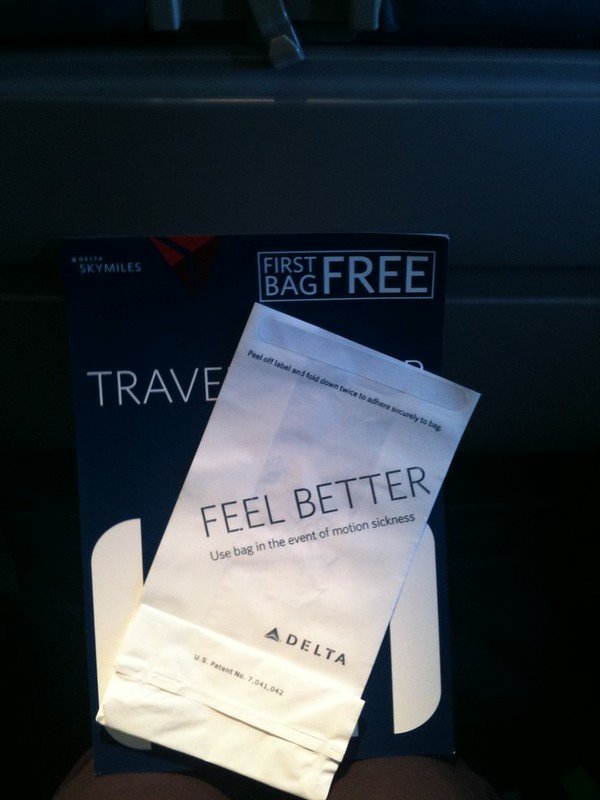 DELTA
SKYMILES
FIRST
BAG FREE
Peel off label and fold down twice to adhere securely to bag.
FEEL BETTER
Use bag in the event of motion sickness
DELTA
U.S. Patent No. 7,041,042